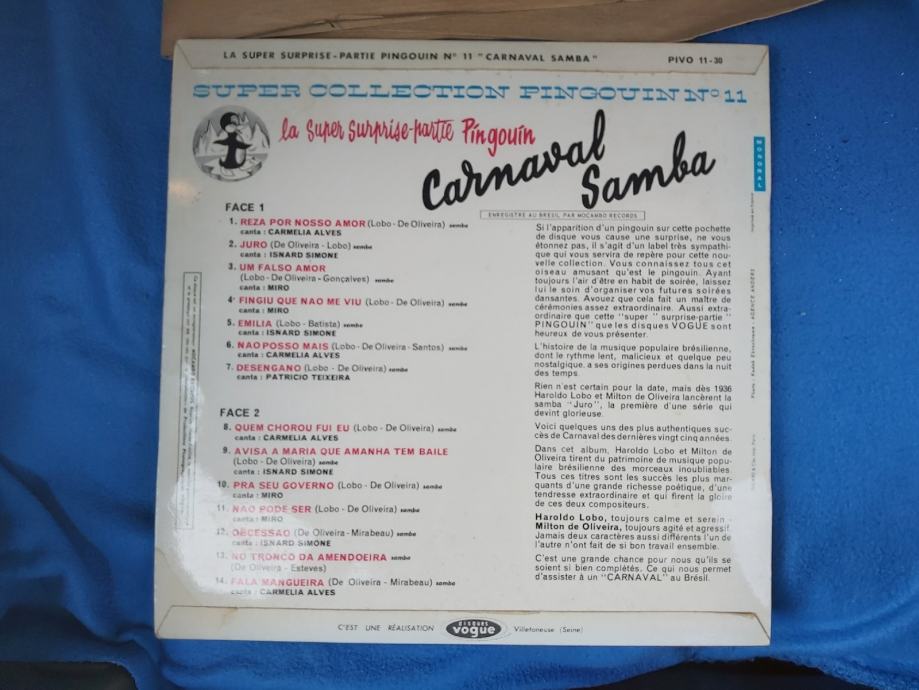 LA SUPER SURPRISE-PARTIE PINGOUIN N° 11 "CARNAVAL SAMBA"
PIVO 11-30
SUPER COLLECTION PINGOUIN N° 11
la super surprise-partie Pingouin
Carnaval
Samba
MONORAL
ENREGISTRE AU BRESIL PAR MOCAMBO RECORDS
FACE 1
1. REZA POR NOSSO AMOR (Lobo - De Oliveira) samba
canta : CARMELIA ALVES
2. JURO (De Oliveira - Lobo) samba
canta : ISNARD SIMONE
3. UM FALSO AMOR
(Lobo - De Oliveira - Gonçalves) samba
canta : MIRO
4. FINGIU QUE NAO ME VIU (Lobo - De Oliveira) samba
canta : MIRO
5. EMILIA (Lobo - Batista) samba
canta : ISNARD SIMONE
6. NAO POSSO MAIS (Lobo - De Oliveira - Santos) samba
canta : CARMELIA ALVES
7. DESENGANO (Lobo - De Oliveira) samba
canta : PATRICIO TEIXEIRA
FACE 2
8. QUEM CHOROU FUI EU (Lobo - De Oliveira) samba
canta : CARMELIA ALVES
9. AVISA A MARIA QUE AMANHA TEM BAILE
(Lobo - De Oliveira) samba
canta : ISNARD SIMONE
10. PRA SEU GOVERNO (Lobo - De Oliveira) samba
canta : MIRO
11. NAO PODE SER (Lobo - De Oliveira) samba
canta : MIRO
12. OBCESSAO (De Oliveira - Mirabeau) samba
canta : ISNARD SIMONE
13. NO TRONCO DA AMENDOEIRA samba
(De Oliveira - Esteves)
14. FALA MANGUEIRA (De Oliveira - Mirabeau) samba
canta : CARMELIA ALVES
Si l'apparition d'un pingouin sur cette pochette
de disque vous cause une surprise, ne vous
étonnez pas, il s'agit d'un label très sympathi-
que qui vous servira de repère pour cette nou-
velle collection. Vous connaissez tous cet
oiseau amusant qu'est le pingouin. Ayant
toujours l'air d'être en habit de soirée, laissez
lui le soin d'organiser vos futures soirées
dansantes. Avouez que cela fait un maître de
cérémonies assez extraordinaire. Aussi extra-
ordinaire que cette "super" surprise-partie "
PINGOUIN" que les disques VOGUE sont
heureux de vous présenter.
L'histoire de la musique populaire brésilienne,
dont le rythme lent, malicieux et quelque peu
nostalgique, a ses origines perdues dans la nuit
des temps.
Rien n'est certain pour la date, mais dès 1936
Haroldo Lobo et Milton de Oliveira lancèrent la
samba "Juro", la première d'une série qui
devint glorieuse.
Voici quelques uns des plus authentiques suc-
cès de Carnaval des dernières vingt cinq années.
Dans cet album, Haroldo Lobo et Milton de
Oliveira tirent du patrimoine de musique popu-
laire brésilienne des morceaux inoubliables.
Tous ces titres sont les succès les plus mar-
quants d'une grande richesse poétique, d'une
tendresse extraordinaire et qui firent la gloire
de ces deux compositeurs.
Haroldo Lobo, toujours calme et serein -
Milton de Oliveira, toujours agité et agressif.
Jamais deux caractères aussi différents l'un de
l'autre n'ont fait de si bon travail ensemble.
C'est une grande chance pour nous qu'ils se
soient si bien complétés. Ce qui nous permet
d'assister à un "CARNAVAL" au Brésil.
C'EST UNE RÉALISATION
disques
vogue
Villetaneuse (Seine)